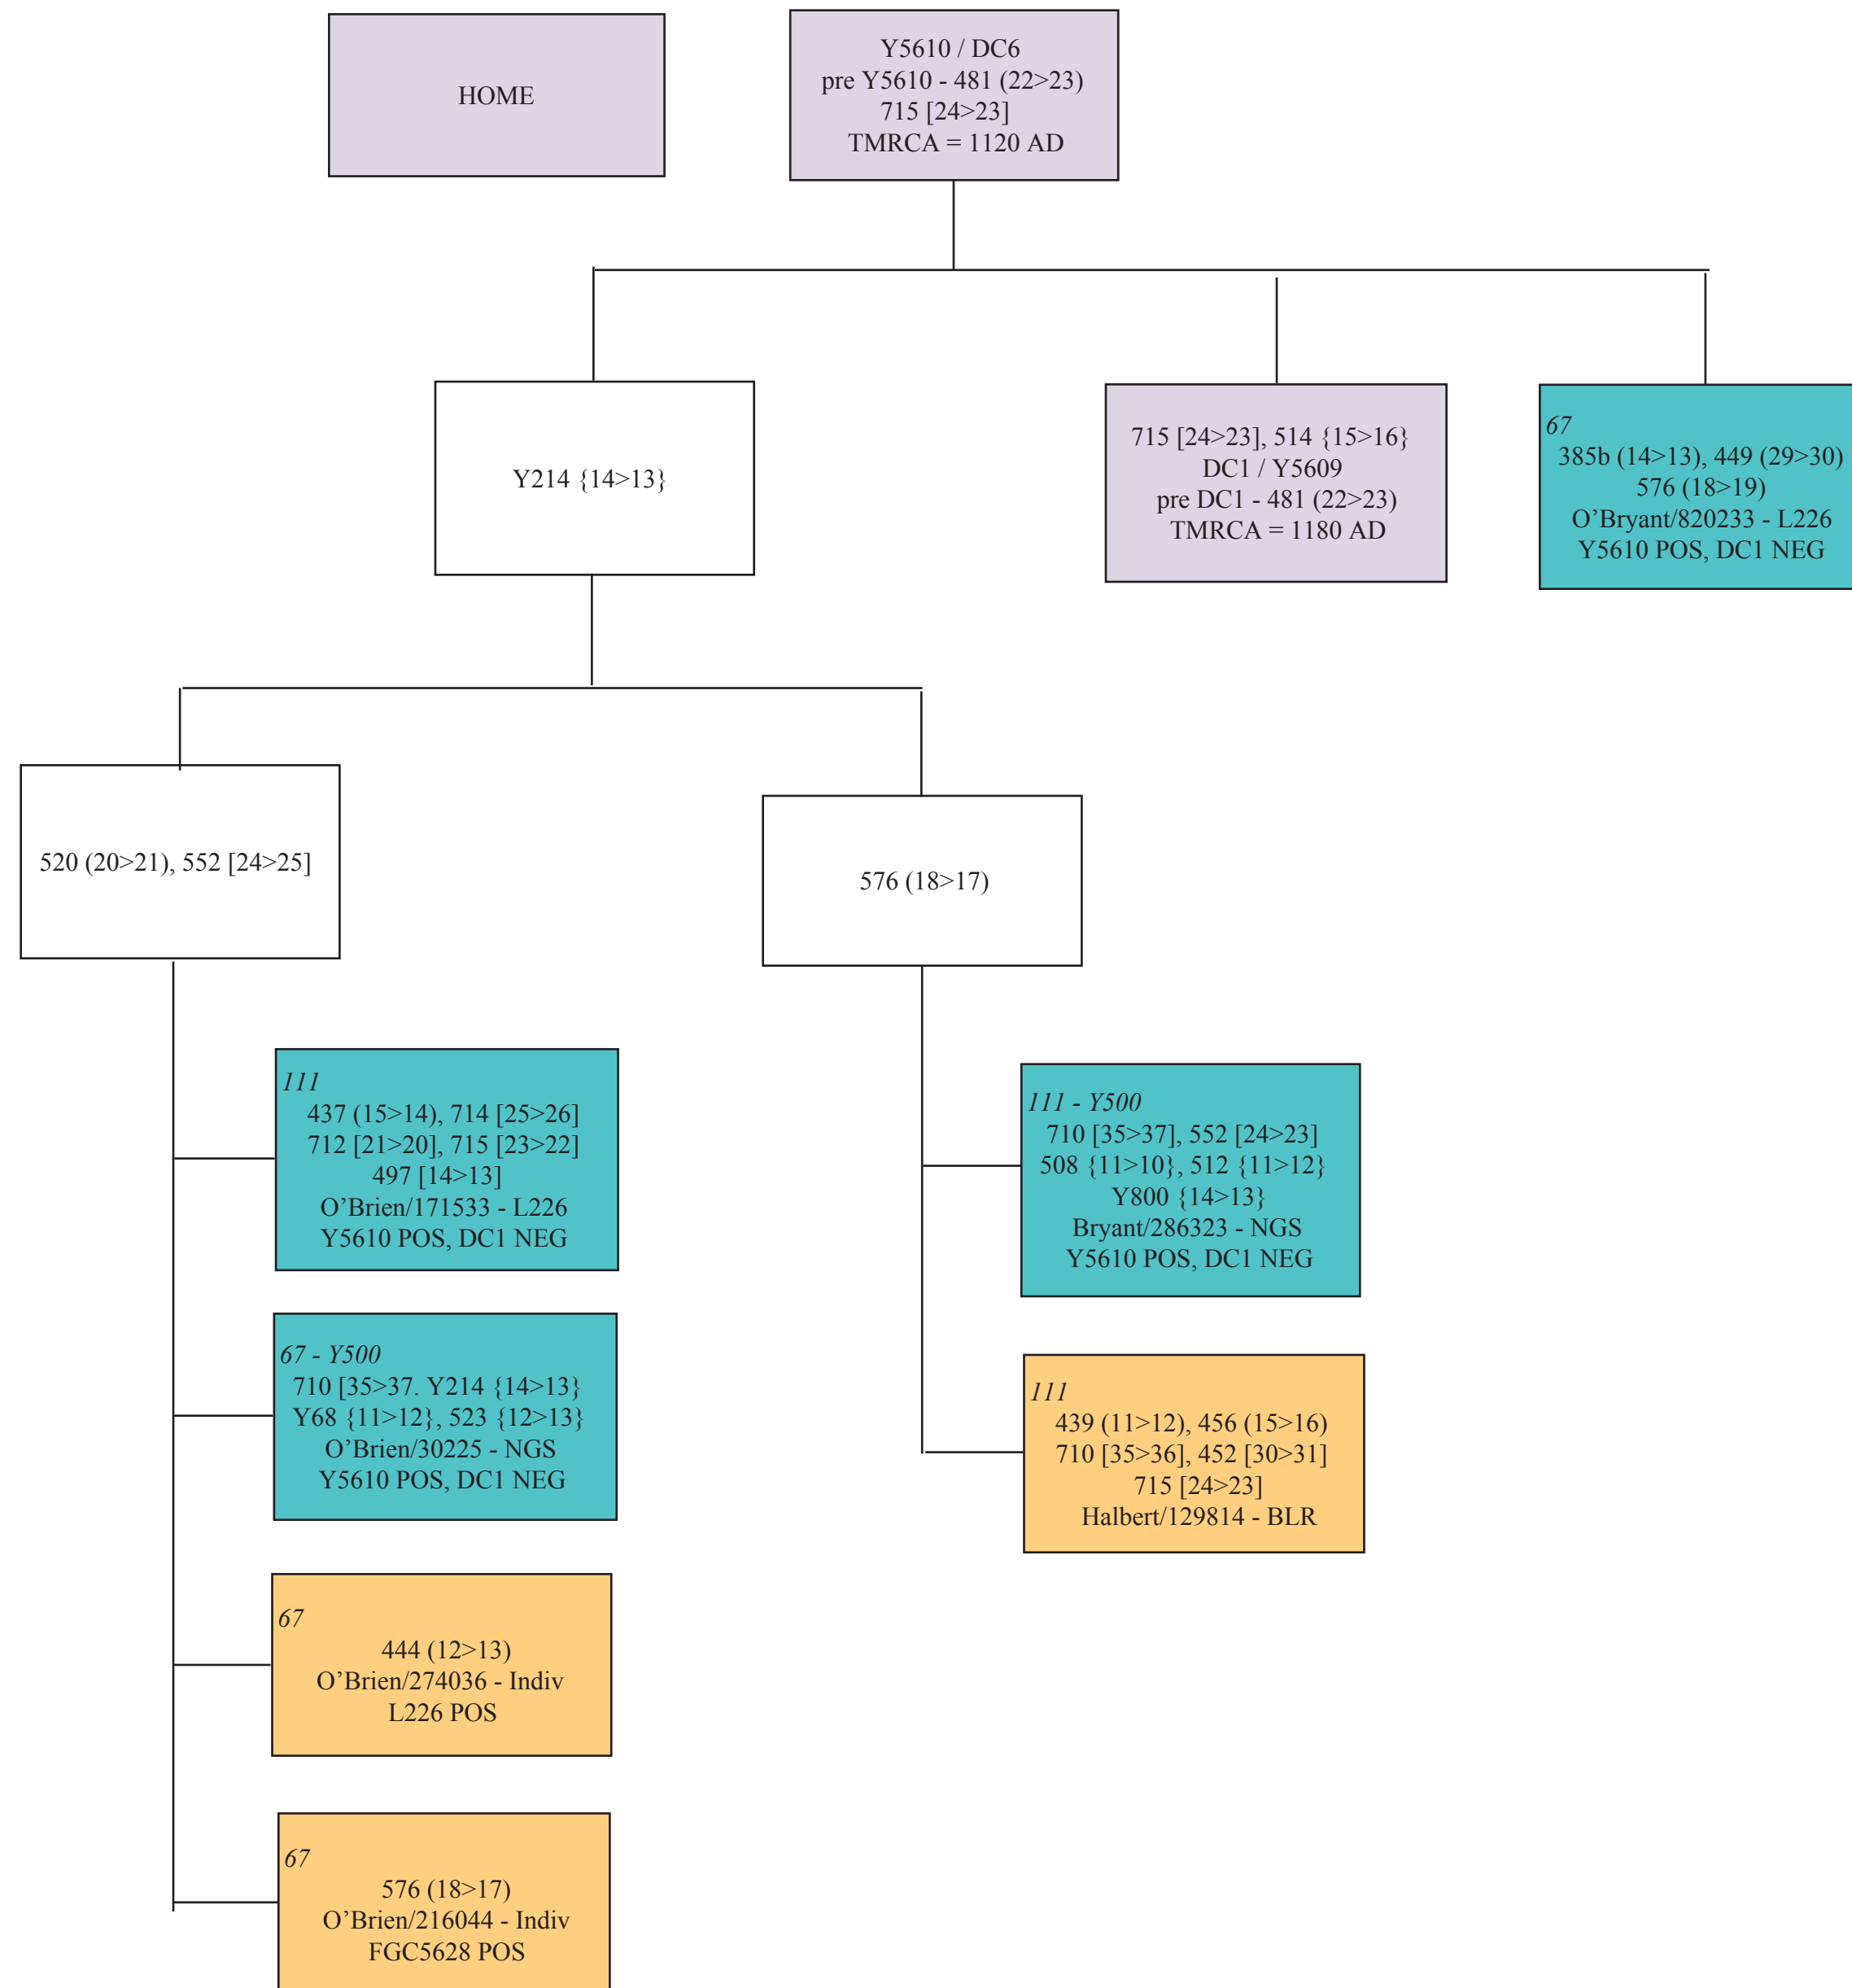 HOME
Y5610 / DC6
pre Y5610 - 481 (22>23)
715 [24>23]
TMRCA = 1120 AD
Y214 {14>13}
715 [24>23], 514 {15>16}
DC1 / Y5609
pre DC1 - 481 (22>23)
TMRCA = 1180 AD
67
385b (14>13), 449 (29>30)
576 (18>19)
O’Bryant/820233 - L226
Y5610 POS, DC1 NEG
520 (20>21), 552 [24>25]
576 (18>17)
111
437 (15>14), 714 [25>26]
712 [21>20], 715 [23>22]
497 [14>13]
O’Brien/171533 - L226
Y5610 POS, DC1 NEG
67 - Y500
710 [35>37. Y214 {14>13}
Y68 {11>12}, 523 {12>13}
O’Brien/30225 - NGS
Y5610 POS, DC1 NEG
67
444 (12>13)
O’Brien/274036 - Indiv
L226 POS
67
576 (18>17)
O’Brien/216044 - Indiv
FGC5628 POS
111 - Y500
710 [35>37], 552 [24>23]
508 {11>10}, 512 {11>12}
Y800 {14>13}
Bryant/286323 - NGS
Y5610 POS, DC1 NEG
111
439 (11>12), 456 (15>16)
710 [35>36], 452 [30>31]
715 [24>23]
Halbert/129814 - BLR